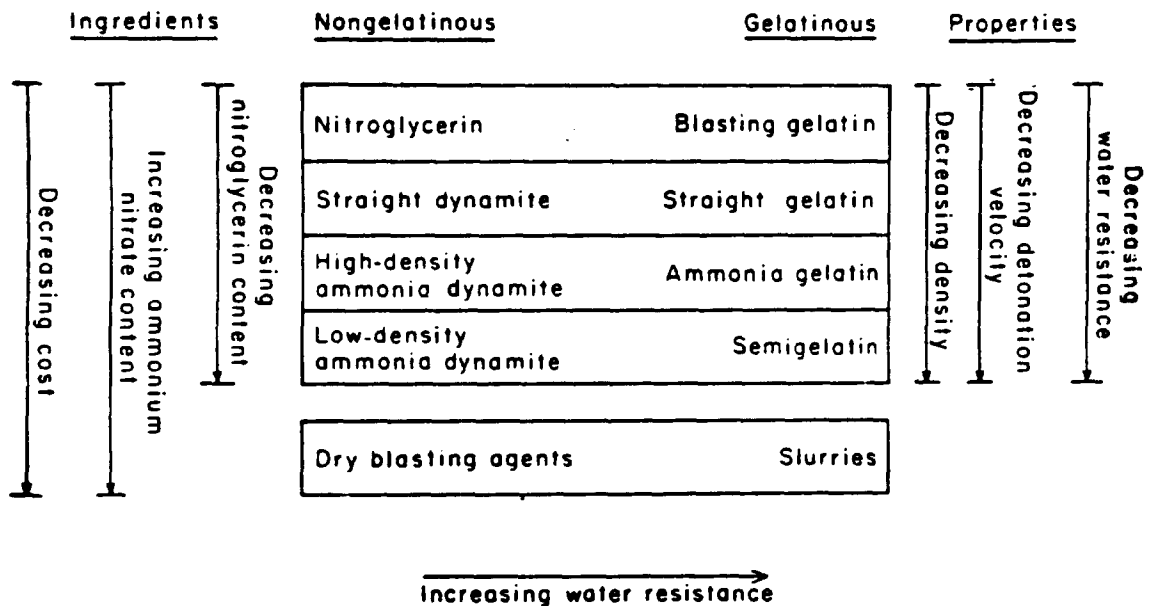 Ingredients
Nongelatinous
Gelatinous
Properties
Decreasing cost
Increasing ammonium
nitrate content
Decreasing
nitroglycerin content
Nitroglycerin
Blasting gelatin
Straight dynamite
Straight gelatin
High-density
ammonia dynamite
Ammonia gelatin
Low-density
ammonia dynamite
Semigelatin
Dry blasting agents
Slurries
Decreasing density
Decreasing detonation
velocity
Decreasing
water resistance
Increasing water resistance